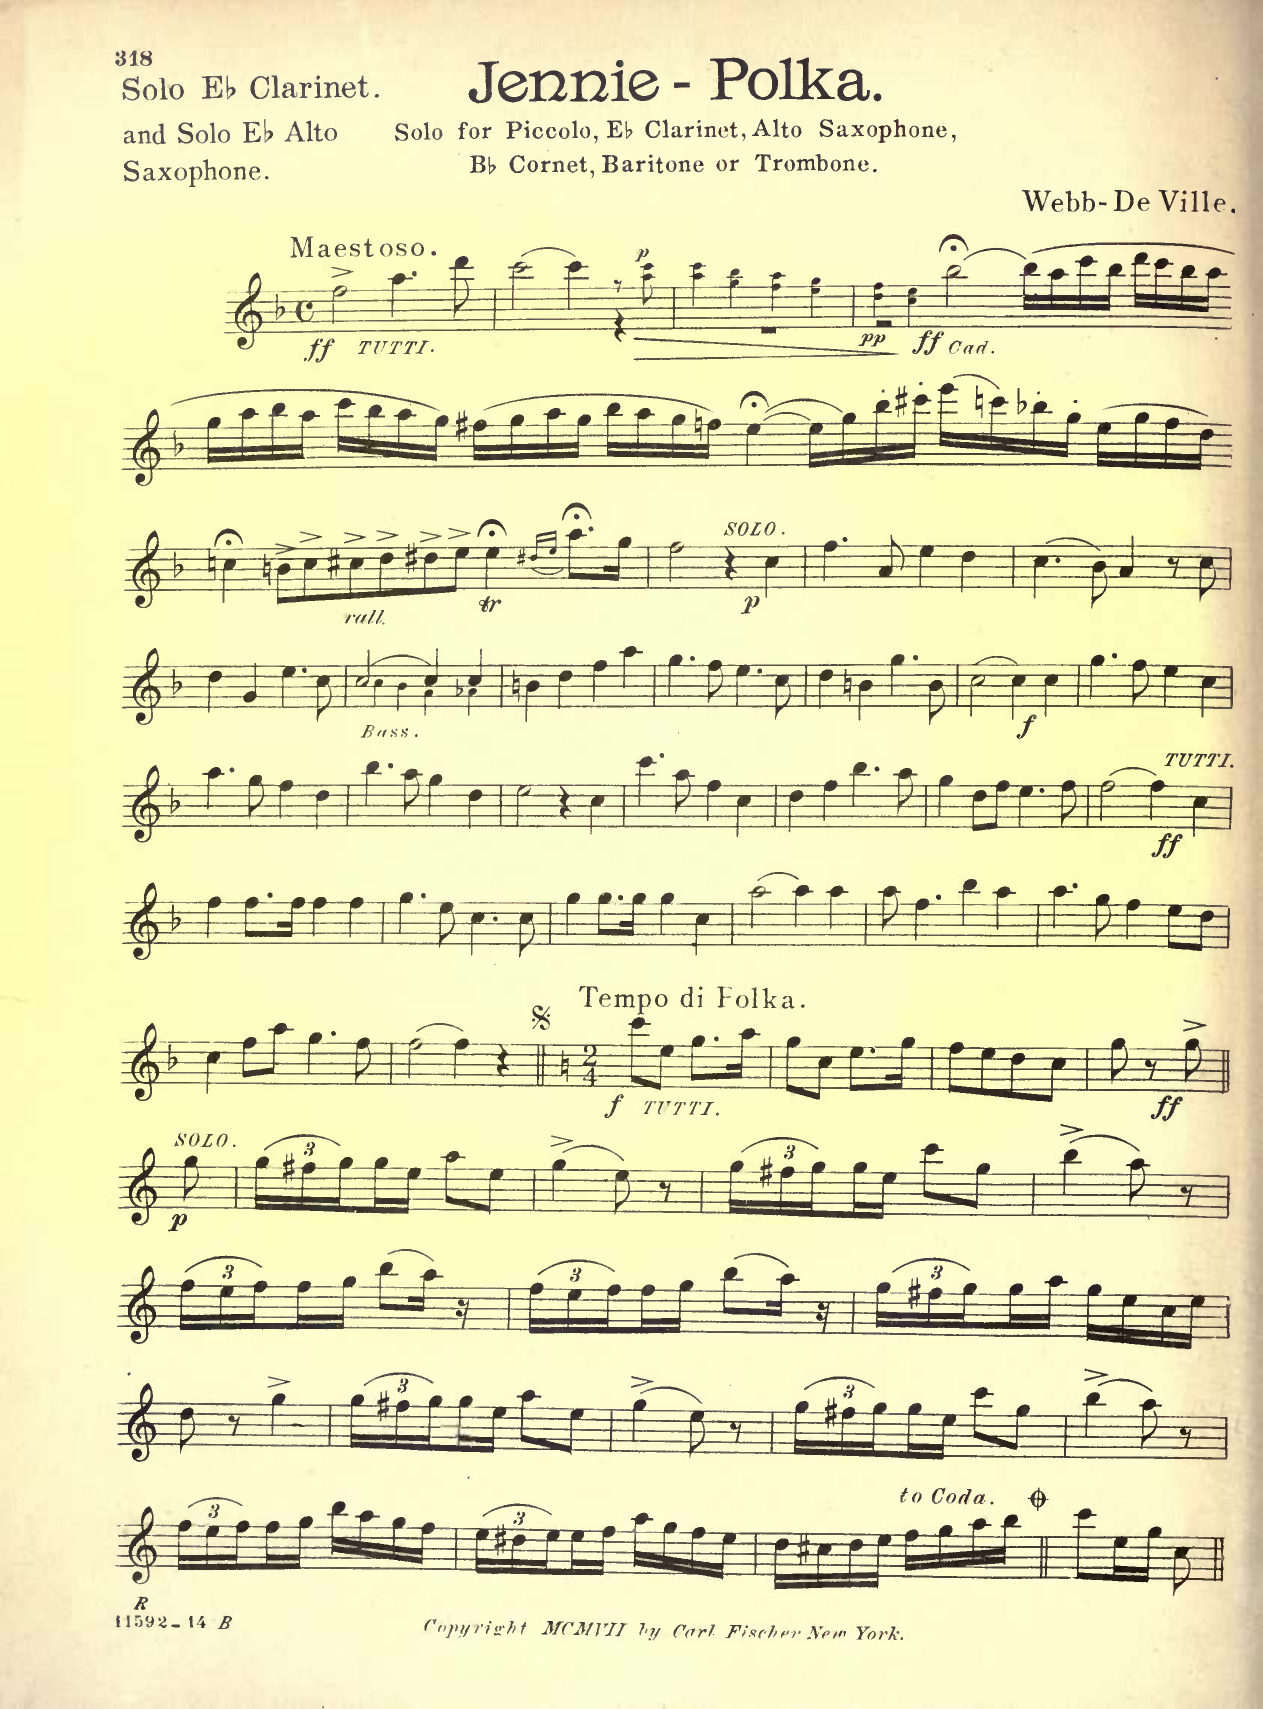 318
Solo E♭ Clarinet.
and Solo E♭ Alto
Saxophone.
Jennie - Polka.
Solo for Piccolo, E♭ Clarinet, Alto Saxophone,
B♭ Cornet, Baritone or Trombone.
Webb-De Ville.
Maestoso.
p
ff TUTTI. pp ff Cad.
SOLO.
rall. tr p
Bass. f
TUTTI.
ff
Tempo di Polka.
f TUTTI. ff
SOLO.
3 3
p
3 3 3
3 3
to Coda.
3 3
R
11592-14 B
Copyright MCMVII by Carl Fischer New York.